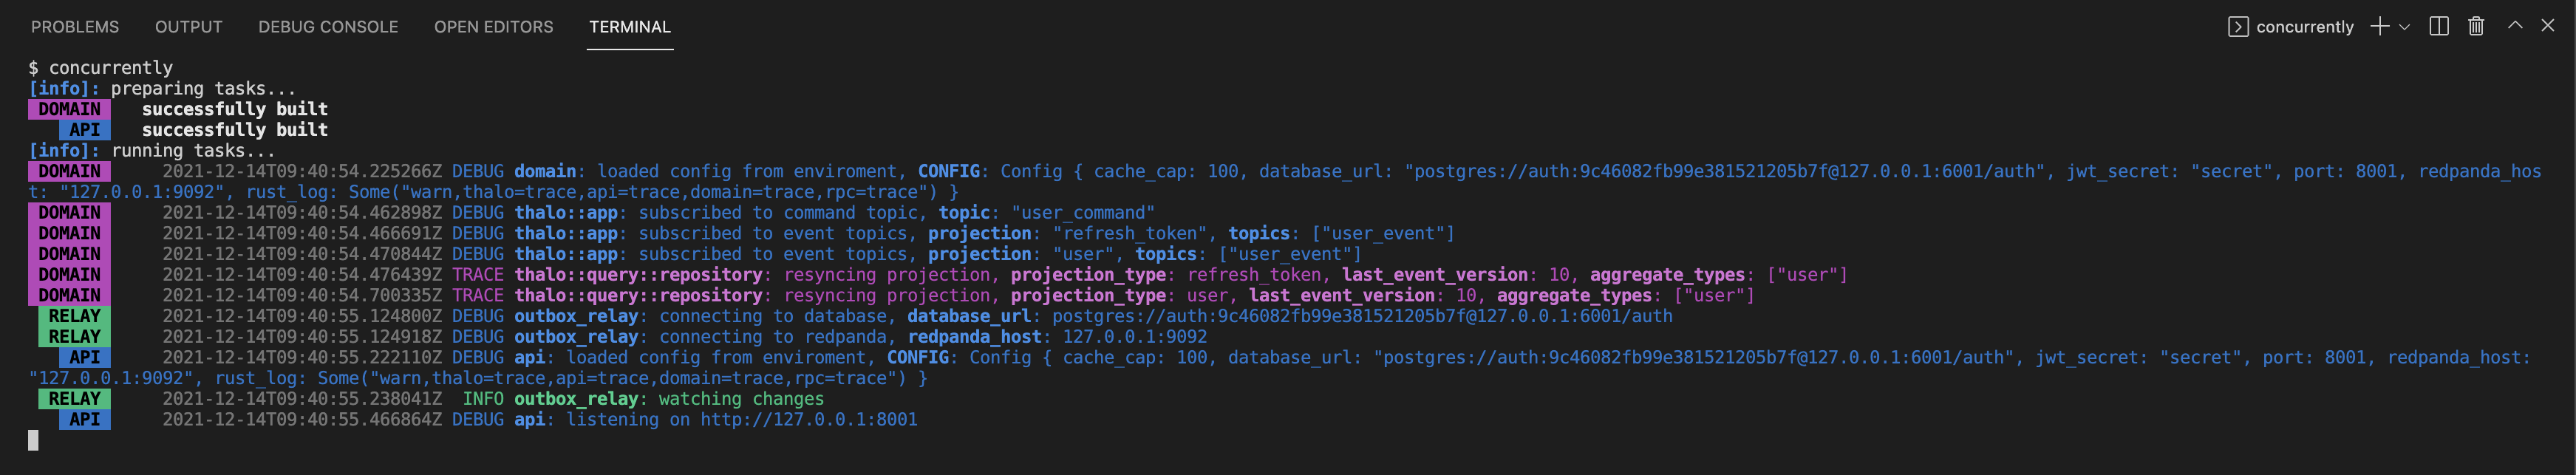 PROBLEMS OUTPUT DEBUG CONSOLE OPEN EDITORS TERMINAL concurrently
$ concurrently
[info]: preparing tasks...
DOMAIN successfully built
API successfully built
[info]: running tasks...
DOMAIN 2021-12-14T09:40:54.225266Z DEBUG domain: loaded config from enviroment, CONFIG: Config { cache_cap: 100, database_url: "postgres://auth:9c46082fb99e381521205b7f@127.0.0.1:6001/auth", jwt_secret: "secret", port: 8001, redpanda_hos
t: "127.0.0.1:9092", rust_log: Some("warn,thalo=trace,api=trace,domain=trace,rpc=trace") }
DOMAIN 2021-12-14T09:40:54.462898Z DEBUG thalo::app: subscribed to command topic, topic: "user_command"
DOMAIN 2021-12-14T09:40:54.466691Z DEBUG thalo::app: subscribed to event topics, projection: "refresh_token", topics: ["user_event"]
DOMAIN 2021-12-14T09:40:54.470844Z DEBUG thalo::app: subscribed to event topics, projection: "user", topics: ["user_event"]
DOMAIN 2021-12-14T09:40:54.476439Z TRACE thalo::query::repository: resyncing projection, projection_type: refresh_token, last_event_version: 10, aggregate_types: ["user"]
DOMAIN 2021-12-14T09:40:54.700335Z TRACE thalo::query::repository: resyncing projection, projection_type: user, last_event_version: 10, aggregate_types: ["user"]
RELAY 2021-12-14T09:40:55.124800Z DEBUG outbox_relay: connecting to database, database_url: postgres://auth:9c46082fb99e381521205b7f@127.0.0.1:6001/auth
RELAY 2021-12-14T09:40:55.124918Z DEBUG outbox_relay: connecting to redpanda, redpanda_host: 127.0.0.1:9092
API 2021-12-14T09:40:55.222110Z DEBUG api: loaded config from enviroment, CONFIG: Config { cache_cap: 100, database_url: "postgres://auth:9c46082fb99e381521205b7f@127.0.0.1:6001/auth", jwt_secret: "secret", port: 8001, redpanda_host:
"127.0.0.1:9092", rust_log: Some("warn,thalo=trace,api=trace,domain=trace,rpc=trace") }
RELAY 2021-12-14T09:40:55.238041Z INFO outbox_relay: watching changes
API 2021-12-14T09:40:55.466864Z DEBUG api: listening on http://127.0.0.1:8001